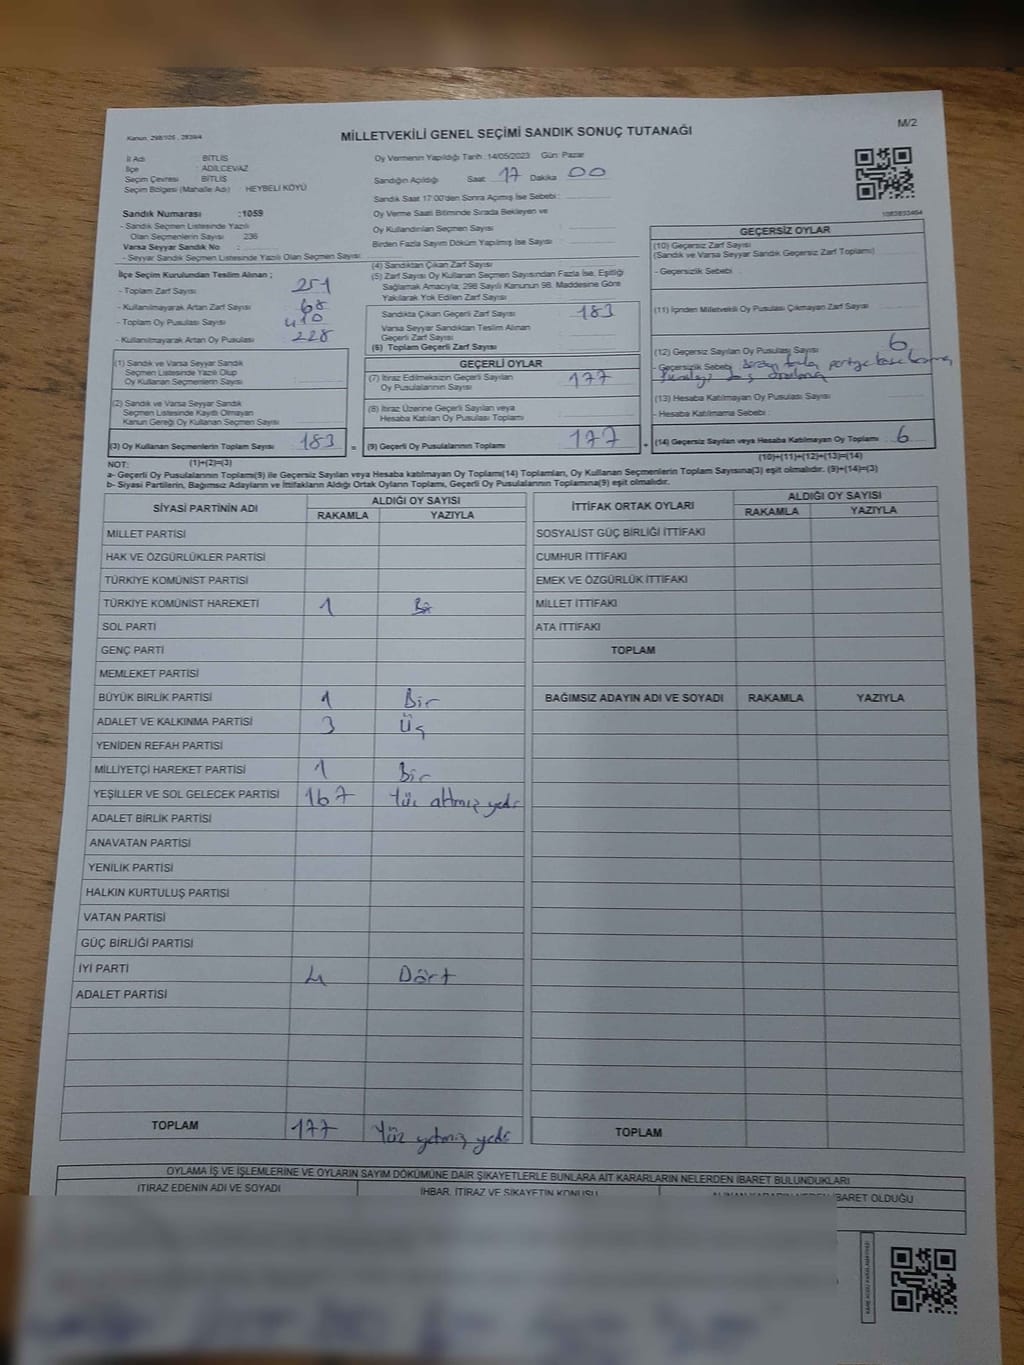 Kanun, 298/105 , 2839/4
MİLLETVEKİLİ GENEL SEÇİMİ SANDIK SONUÇ TUTANAĞI
M/2
İl Adı : BİTLİS
İlçe : ADİLCEVAZ
Seçim Çevresi : BİTLİS
Seçim Bölgesi (Mahalle Adı) : HEYBELİ KÖYÜ
Sandık Numarası :1059
- Sandık Seçmen Listesinde Yazılı
Olan Seçmenlerin Sayısı 236
Varsa Seyyar Sandık No :
- Seyyar Sandık Seçmen Listesinde Yazılı Olan Seçmen Sayısı
Oy Vermenin Yapıldığı Tarih :14/05/2023 Gün: Pazar
Sandığın Açıldığı Saat 17 Dakika 00
Sandık Saat 17:00'den Sonra Açılmış İse Sebebi :
Oy Verme Saati Bitiminde Sırada Bekleyen ve
Oy Kullandırılan Seçmen Sayısı :
Birden Fazla Sayım Döküm Yapılmış İse Sayısı :
İlçe Seçim Kurulundan Teslim Alınan ;
- Toplam Zarf Sayısı 251
- Kullanılmayarak Artan Zarf Sayısı 68
- Toplam Oy Pusulası Sayısı 410
- Kullanılmayarak Artan Oy Pusulası 228
(1) Sandık ve Varsa Seyyar Sandık
Seçmen Listesinde Yazılı Olup
Oy Kullanan Seçmenlerin Sayısı :
(2) Sandık ve Varsa Seyyar Sandık
Seçmen Listesinde Kayıtlı Olmayan
Kanun Gereği Oy Kullanan Seçmen Sayısı
(3) Oy Kullanan Seçmenlerin Toplam Sayısı 183 =
(1)+(2)=(3)
(4) Sandıktan Çıkan Zarf Sayısı :
(5) Zarf Sayısı Oy Kullanan Seçmen Sayısından Fazla İse, Eşitliği
Sağlamak Amacıyla; 298 Sayılı Kanunun 98. Maddesine Göre
Yakılarak Yok Edilen Zarf Sayısı :
Sandıkta Çıkan Geçerli Zarf Sayısı : 183
Varsa Seyyar Sandıktan Teslim Alınan
Geçerli Zarf Sayısı :
(6) Toplam Geçerli Zarf Sayısı
GEÇERLİ OYLAR
(7) İtiraz Edilmeksizin Geçerli Sayılan
Oy Pusulalarının Sayısı 177
(8) İtiraz Üzerine Geçerli Sayılan veya
Hesaba Katılan Oy Pusulası Toplamı
(9) Geçerli Oy Pusulalarının Toplamı 177 +
1083833464
GEÇERSİZ OYLAR
(10) Geçersiz Zarf Sayısı
(Sandık ve Varsa Seyyar Sandık Geçersiz Zarf Toplamı)
- Geçersizlik Sebebi :
(11) İçinden Milletvekili Oy Pusulası Çıkmayan Zarf Sayısı
(12) Geçersiz Sayılan Oy Pusulası Sayısı 6
- Geçersizlik Sebebi Birden fazla partiye
(13) Hesaba Katılmayan Oy Pusulası Sayısı :
- Hesaba Katılmama Sebebi :
(14) Geçersiz Sayılan veya Hesaba Katılmayan Oy Toplamı 6
(10)+(11)+(12)+(13)=(14)
NOT:
a- Geçerli Oy Pusulalarının Toplamı(9) ile Geçersiz Sayılan veya Hesaba katılmayan Oy Toplamı(14) Toplamları, Oy Kullanan Seçmenlerin Toplam Sayısına(3) eşit olmalıdır. (9)+(14)=(3)
b- Siyasi Partilerin, Bağımsız Adayların ve İttifakların Aldığı Ortak Oyların Toplamı, Geçerli Oy Pusulalarının Toplamına(9) eşit olmalıdır.
SİYASİ PARTİNİN ADI ALDIĞI OY SAYISI
RAKAMLA YAZIYLA
MİLLET PARTİSİ
HAK VE ÖZGÜRLÜKLER PARTİSİ
TÜRKİYE KOMÜNİST PARTİSİ
TÜRKİYE KOMÜNİST HAREKETİ 1 Bir
SOL PARTİ
GENÇ PARTİ
MEMLEKET PARTİSİ
BÜYÜK BİRLİK PARTİSİ 1 Bir
ADALET VE KALKINMA PARTİSİ 3 Üç
YENİDEN REFAH PARTİSİ
MİLLİYETÇİ HAREKET PARTİSİ 1 Bir
YEŞİLLER VE SOL GELECEK PARTİSİ 167 Yüz altmış yedi
ADALET BİRLİK PARTİSİ
ANAVATAN PARTİSİ
YENİLİK PARTİSİ
HALKIN KURTULUŞ PARTİSİ
VATAN PARTİSİ
GÜÇ BİRLİĞİ PARTİSİ
İYİ PARTİ 4 Dört
ADALET PARTİSİ
TOPLAM 177 Yüz yetmiş yedi
İTTİFAK ORTAK OYLARI ALDIĞI OY SAYISI
RAKAMLA YAZIYLA
SOSYALİST GÜÇ BİRLİĞİ İTTİFAKI
CUMHUR İTTİFAKI
EMEK VE ÖZGÜRLÜK İTTİFAKI
MİLLET İTTİFAKI
ATA İTTİFAKI
TOPLAM
BAĞIMSIZ ADAYIN ADI VE SOYADI RAKAMLA YAZIYLA
TOPLAM
OYLAMA İŞ VE İŞLEMLERİNE VE OYLARIN SAYIM DÖKÜMÜNE DAİR ŞİKAYETLERLE BUNLARA AİT KARARLARIN NELERDEN İBARET BULUNDUKLARI
İTİRAZ EDENİN ADI VE SOYADI İHBAR, İTİRAZ VE ŞİKAYETİN KONUSU ALINAN KARARIN NEDEN İBARET OLDUĞU